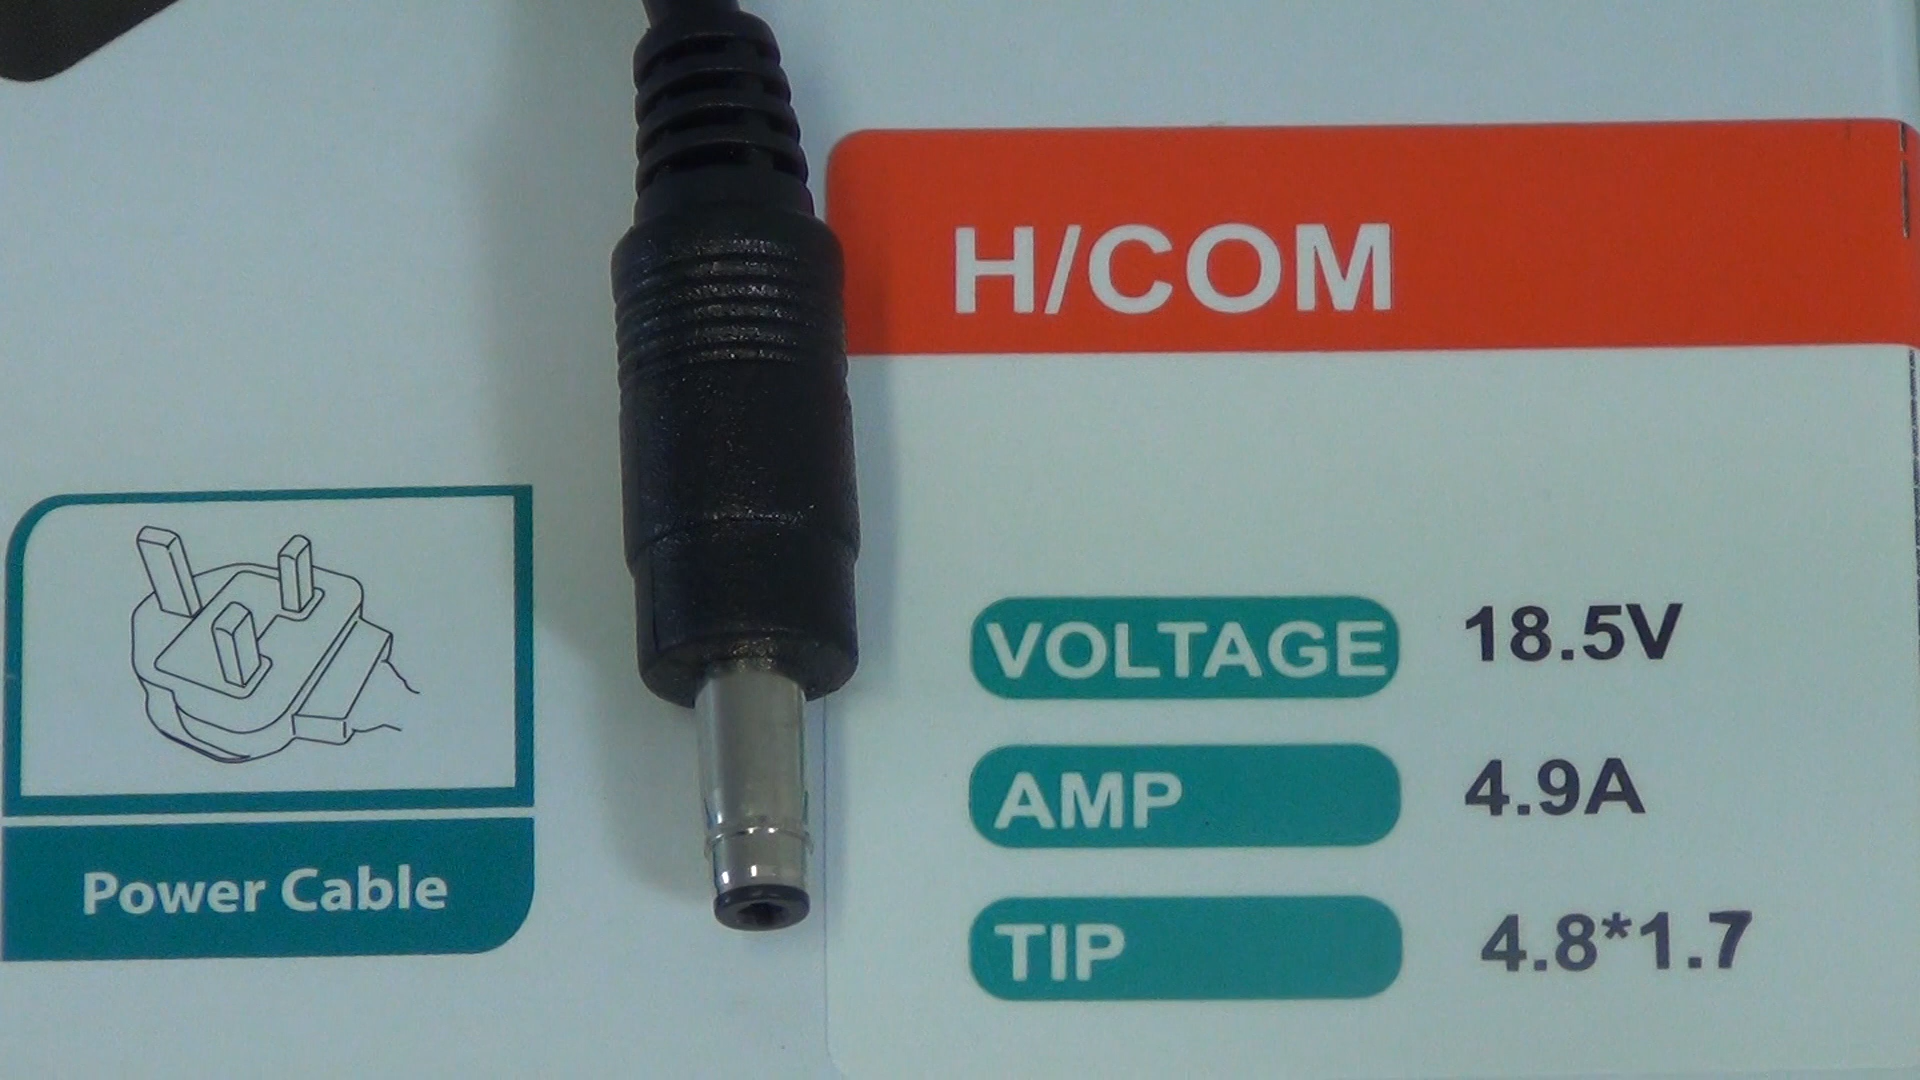 H/COM
VOLTAGE 18.5V
AMP 4.9A
TIP 4.8*1.7
Power Cable